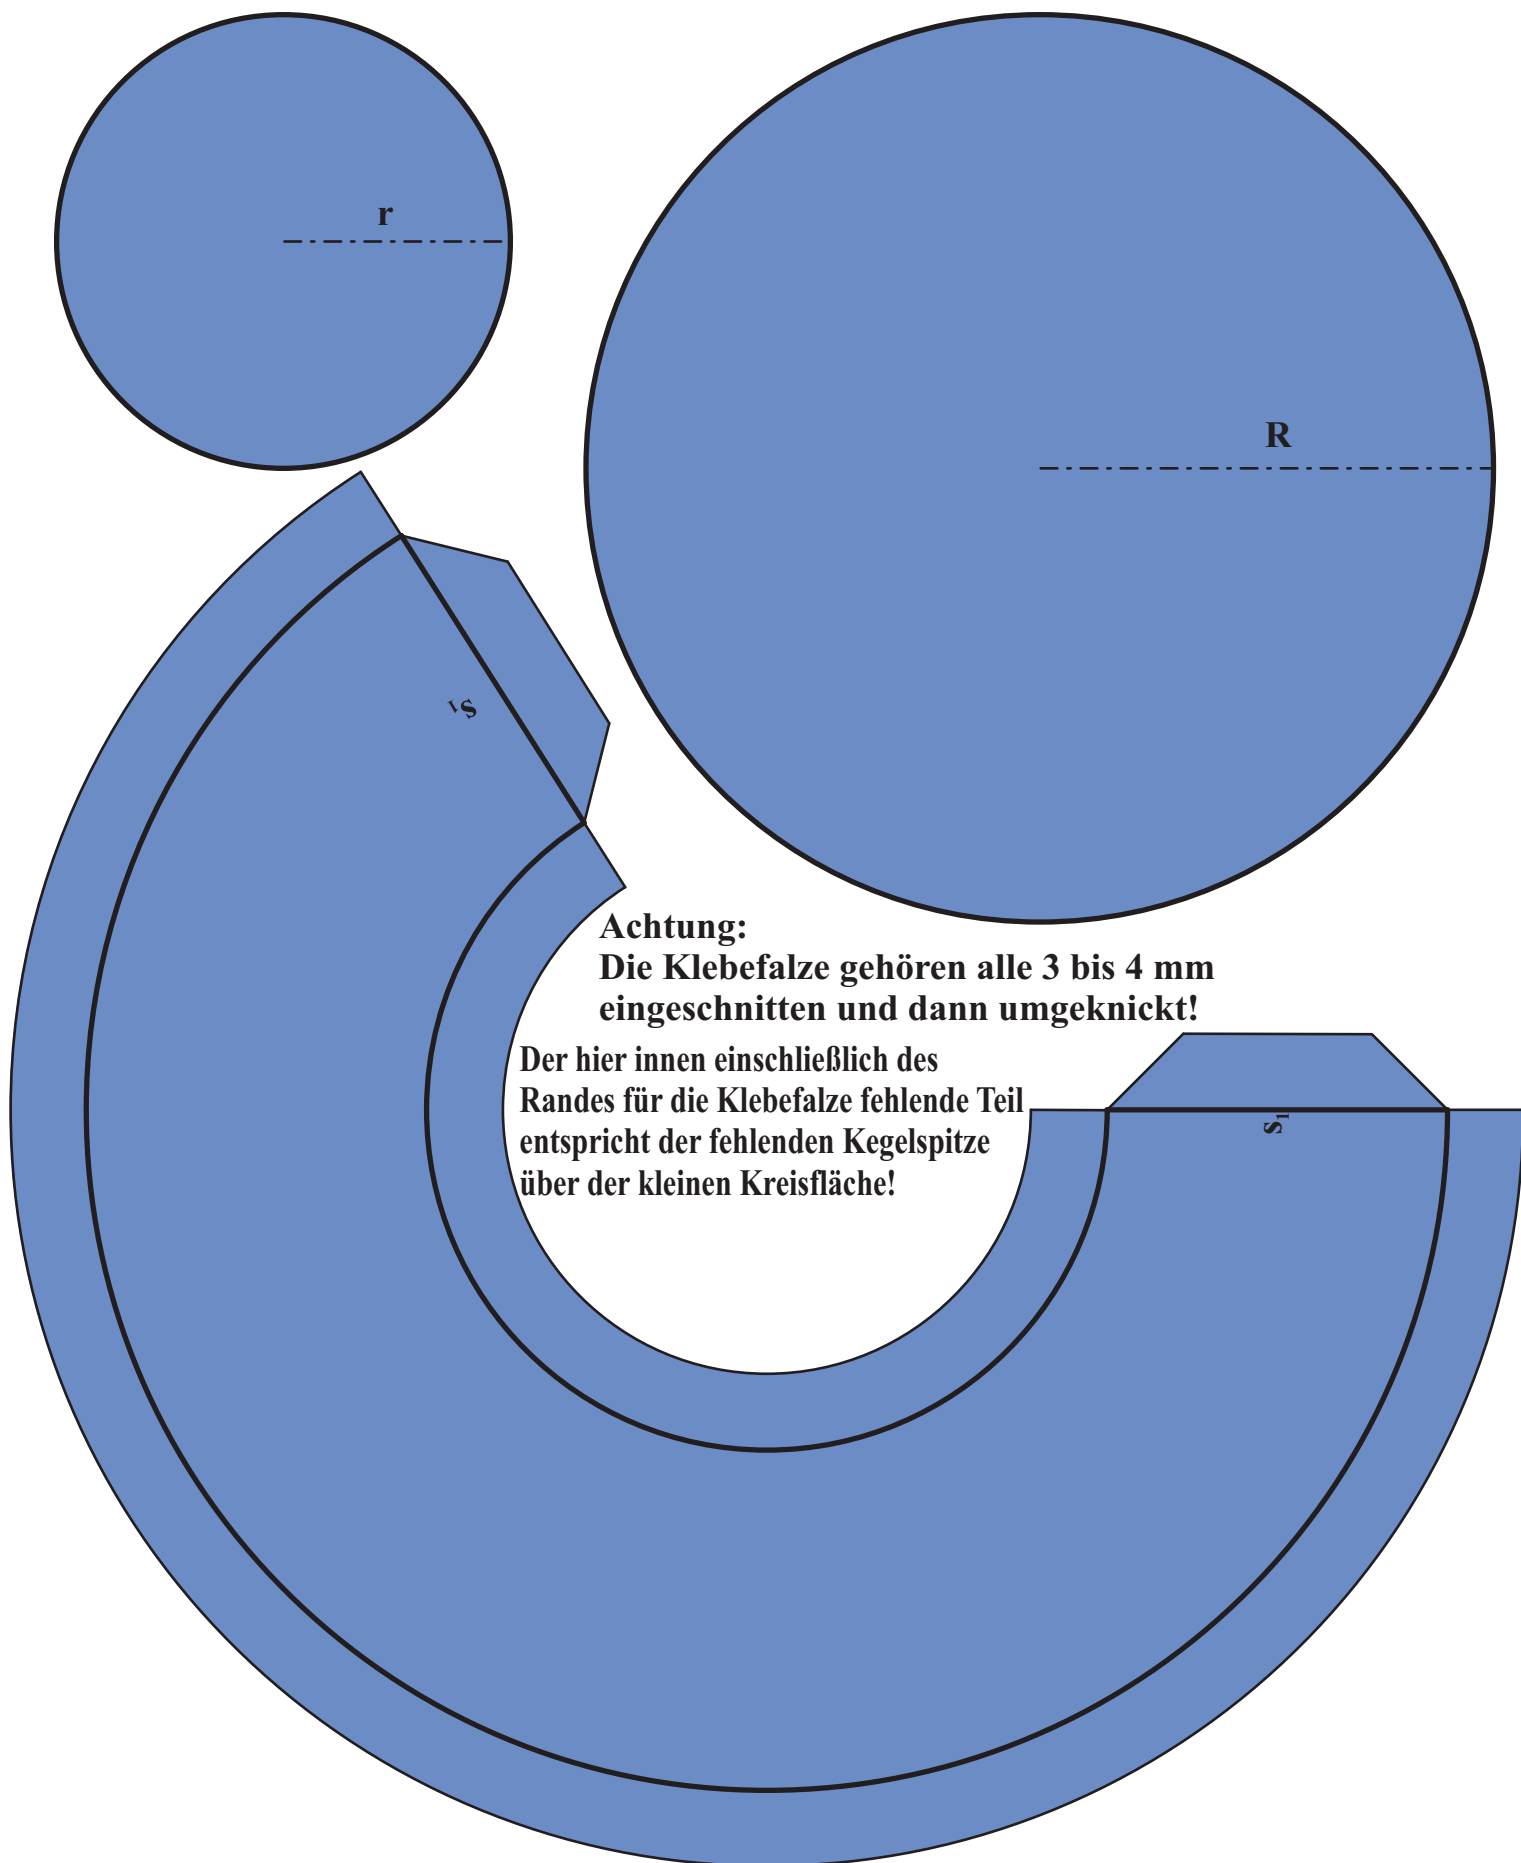 r
R
s₁
Achtung:
Die Klebefalze gehören alle 3 bis 4 mm
eingeschnitten und dann umgeknickt!
Der hier innen einschließlich des
Randes für die Klebefalze fehlende Teil
entspricht der fehlenden Kegelspitze
über der kleinen Kreisfläche!
s₁